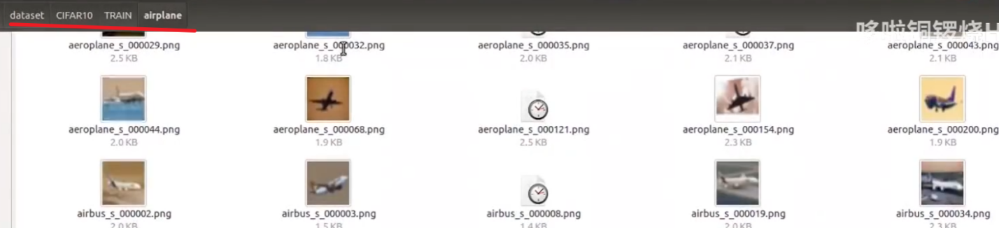 dataset CIFAR10 TRAIN airplane
哆啦铜锣烧H
aeroplane_s_000029.png aeroplane_s_000032.png aeroplane_s_000035.png aeroplane_s_000037.png aeroplane_s_000043.png
2.5 KB 1.8 KB 2.0 KB 2.1 KB 2.1 KB
aeroplane_s_000044.png aeroplane_s_000068.png aeroplane_s_000121.png aeroplane_s_000154.png aeroplane_s_000200.png
2.0 KB 1.9 KB 2.5 KB 2.3 KB 1.9 KB
airbus_s_000002.png airbus_s_000003.png airbus_s_000008.png airbus_s_000019.png airbus_s_000034.png
2.0 KB 1.5 KB 1.4 KB 2.0 KB 2.3 KB